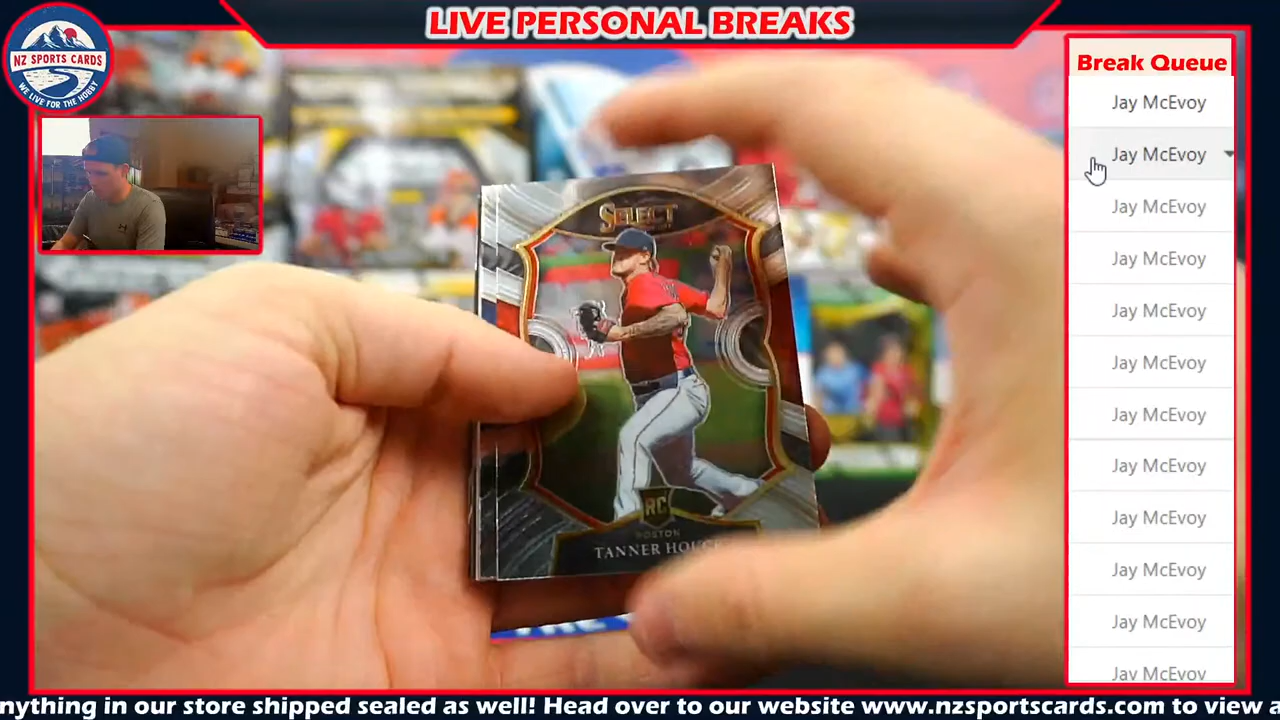 LIVE PERSONAL BREAKS
NZ SPORTS CARDS
WE LIVE FOR THE HOBBY
Break Queue
Jay McEvoy
Jay McEvoy
Jay McEvoy
Jay McEvoy
Jay McEvoy
Jay McEvoy
Jay McEvoy
Jay McEvoy
Jay McEvoy
Jay McEvoy
Jay McEvoy
Jay McEvoy
SELECT
RC
BOSTON
TANNER
THE
nything in our store shipped sealed as well! Head over to our website www.nzsportscards.com to view a